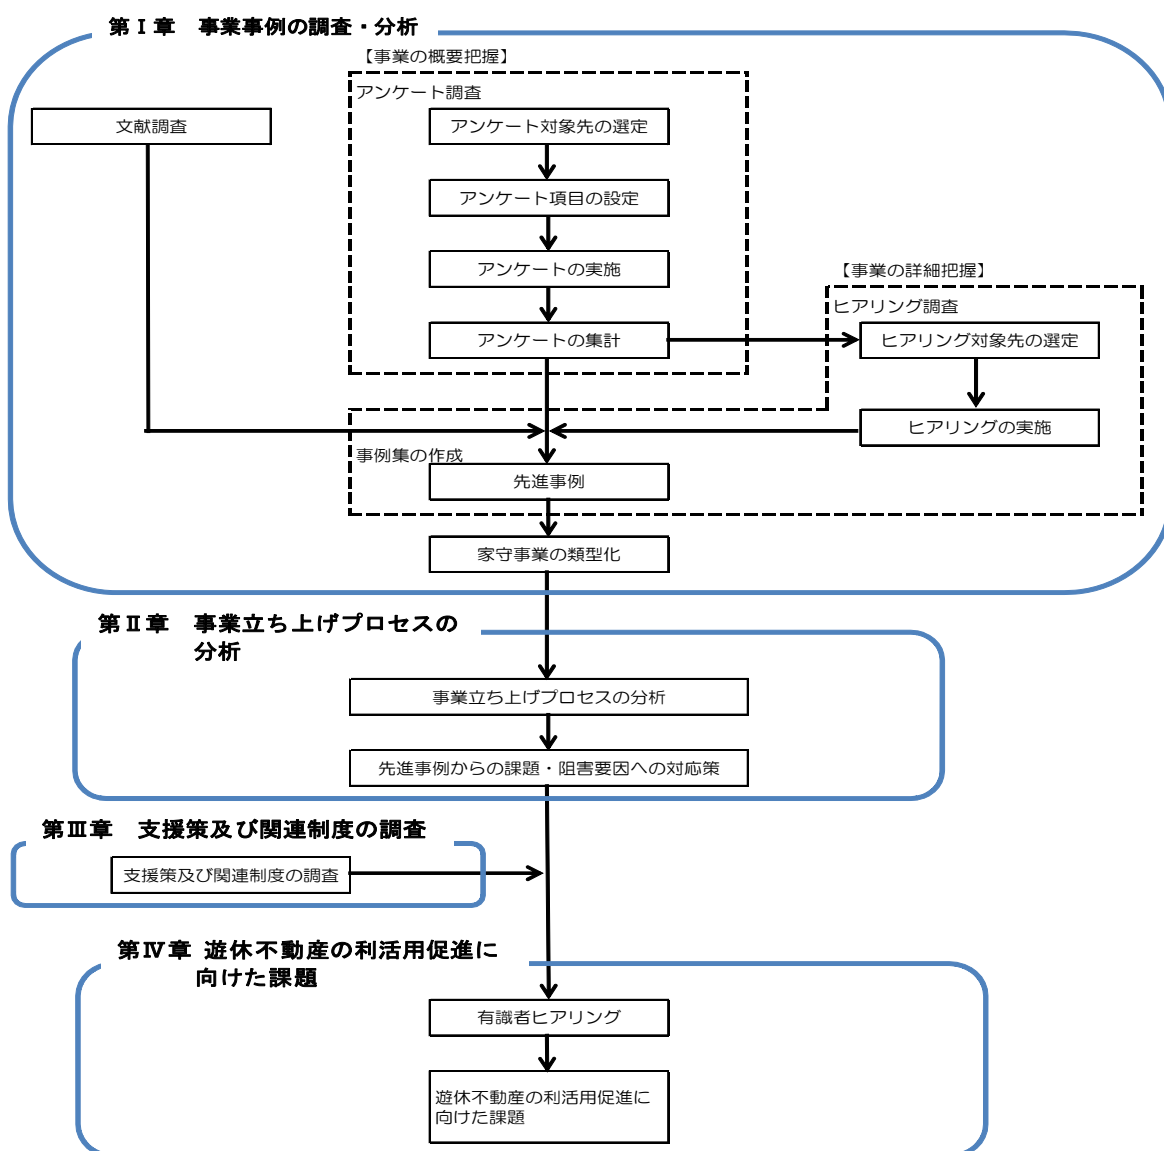 第Ⅰ章　事業事例の調査・分析
【事業の概要把握】
アンケート調査
文献調査
アンケート対象先の選定
アンケート項目の設定
アンケートの実施
【事業の詳細把握】
ヒアリング調査
アンケートの集計
ヒアリング対象先の選定
ヒアリングの実施
事例集の作成
先進事例
家守事業の類型化
第Ⅱ章　事業立ち上げプロセスの
分析
事業立ち上げプロセスの分析
先進事例からの課題・阻害要因への対応策
第Ⅲ章　支援策及び関連制度の調査
支援策及び関連制度の調査
第Ⅳ章 遊休不動産の利活用促進に
向けた課題
有識者ヒアリング
遊休不動産の利活用促進に
向けた課題